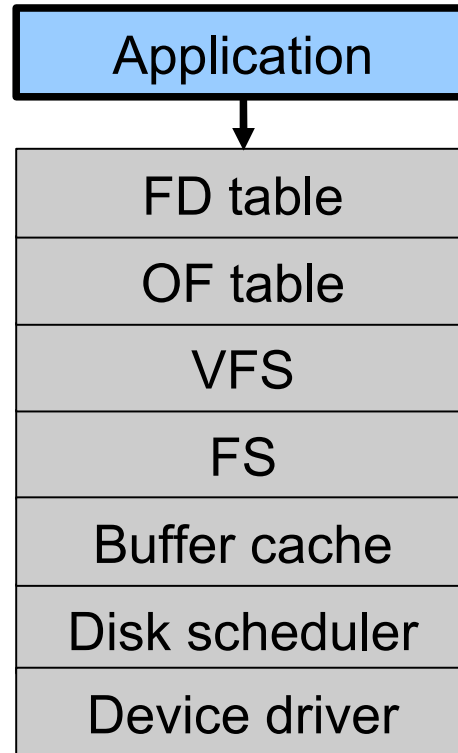 Application
FD table
OF table
VFS
FS
Buffer cache
Disk scheduler
Device driver